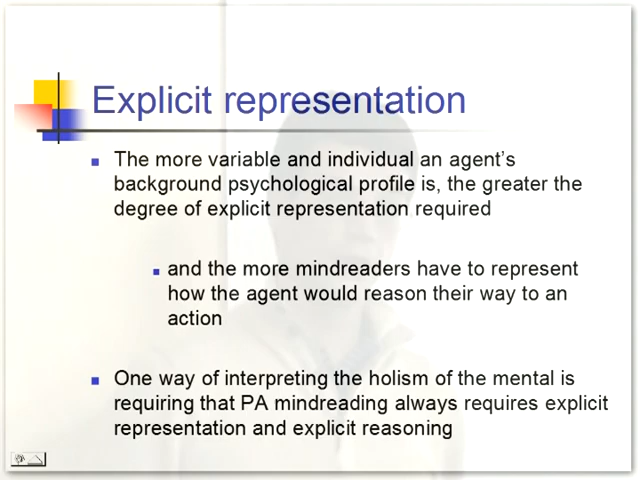 Explicit representation
The more variable and individual an agent's
background psychological profile is, the greater the
degree of explicit representation required
and the more mindreaders have to represent
how the agent would reason their way to an
action
One way of interpreting the holism of the mental is
requiring that PA mindreading always requires explicit
representation and explicit reasoning